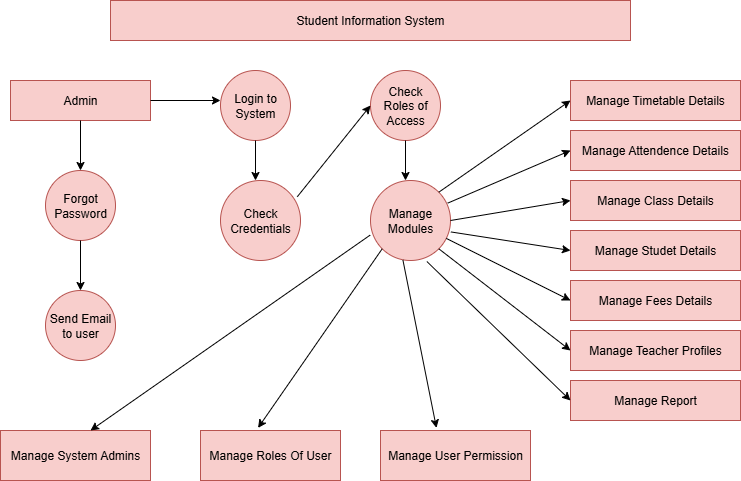 Student Information System
Admin
Login to
System
Check
Roles of
Access
Manage Timetable Details
Manage Attendence Details
Forgot
Password
Check
Credentials
Manage
Modules
Manage Class Details
Manage Studet Details
Manage Fees Details
Send Email
to user
Manage Teacher Profiles
Manage Report
Manage System Admins
Manage Roles Of User
Manage User Permission